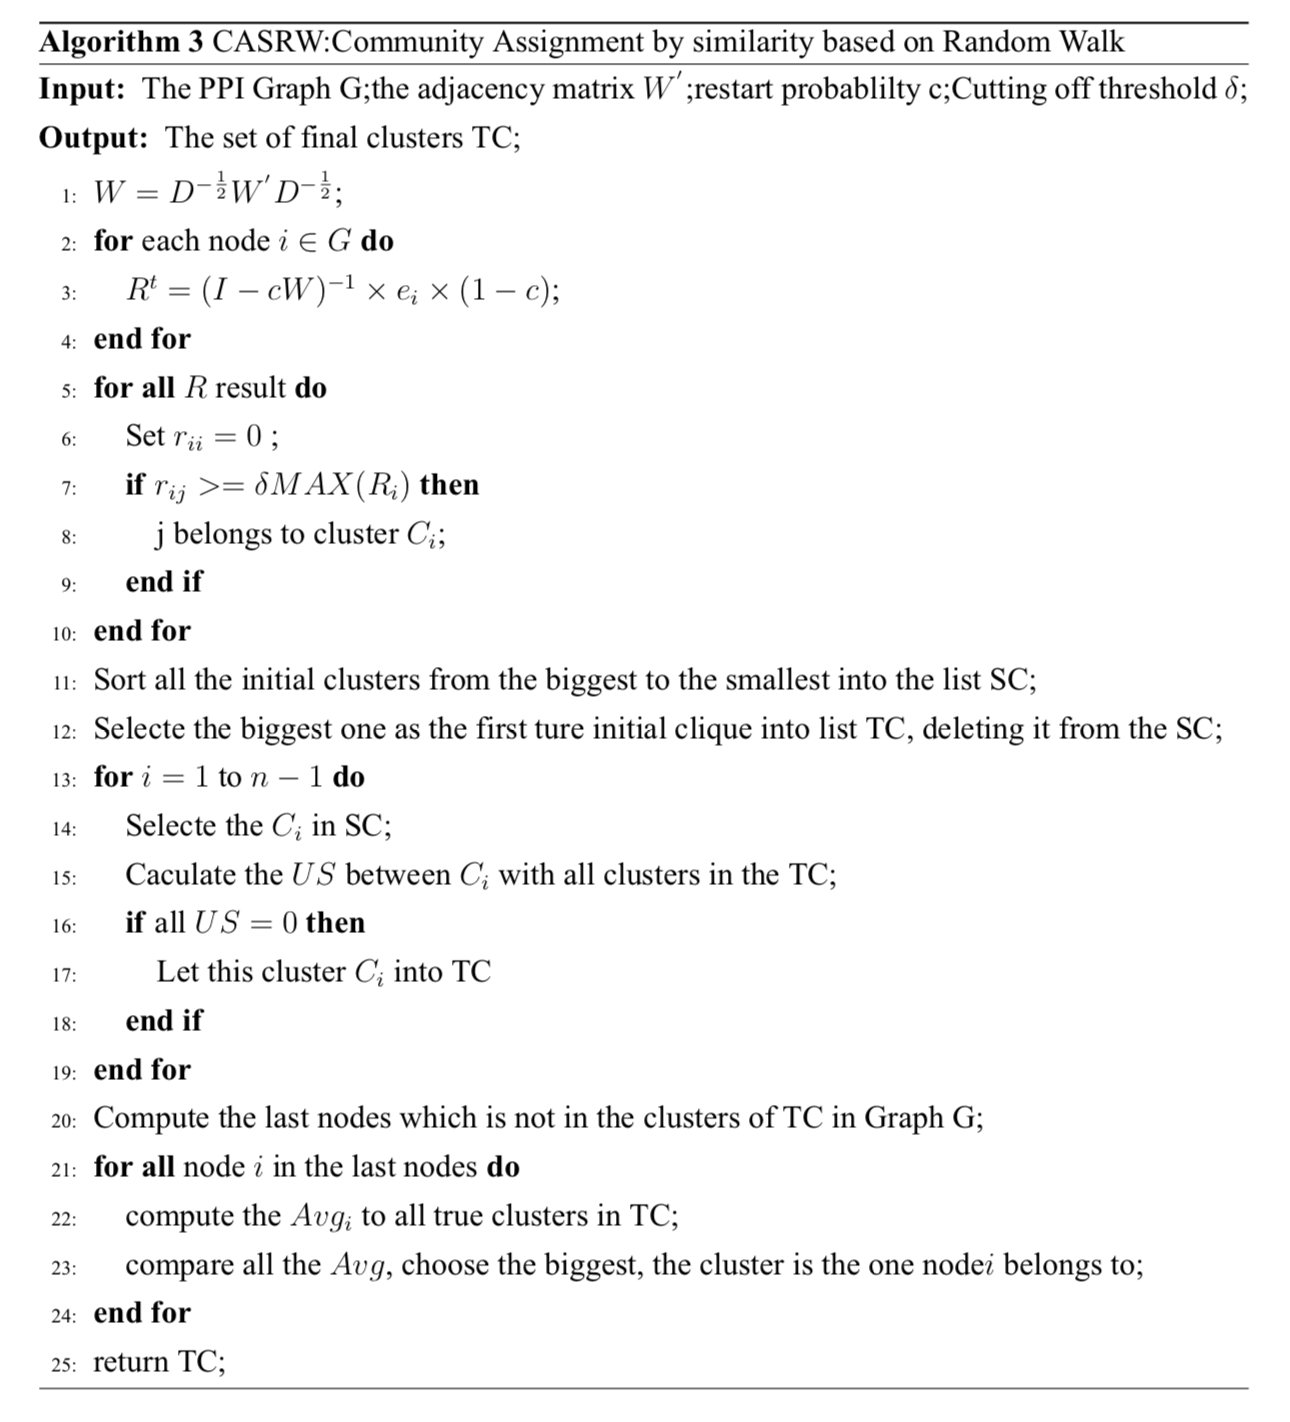 Algorithm 3 CASRW:Community Assignment by similarity based on Random Walk
Input: The PPI Graph G;the adjacency matrix W′;restart probablilty c;Cutting off threshold δ;
Output: The set of final clusters TC;
1: W = D^{-\frac{1}{2}}W′D^{-\frac{1}{2}};
2: for each node i ∈ G do
3: R^t = (I − cW)^{−1} × e_i × (1 − c);
4: end for
5: for all R result do
6: Set r_{ii} = 0 ;
7: if r_{ij} >= δMAX(R_i) then
8: j belongs to cluster C_i;
9: end if
10: end for
11: Sort all the initial clusters from the biggest to the smallest into the list SC;
12: Selecte the biggest one as the first ture initial clique into list TC, deleting it from the SC;
13: for i = 1 to n − 1 do
14: Selecte the C_i in SC;
15: Caculate the US between C_i with all clusters in the TC;
16: if all US = 0 then
17: Let this cluster C_i into TC
18: end if
19: end for
20: Compute the last nodes which is not in the clusters of TC in Graph G;
21: for all node i in the last nodes do
22: compute the Avg_i to all true clusters in TC;
23: compare all the Avg, choose the biggest, the cluster is the one nodei belongs to;
24: end for
25: return TC;